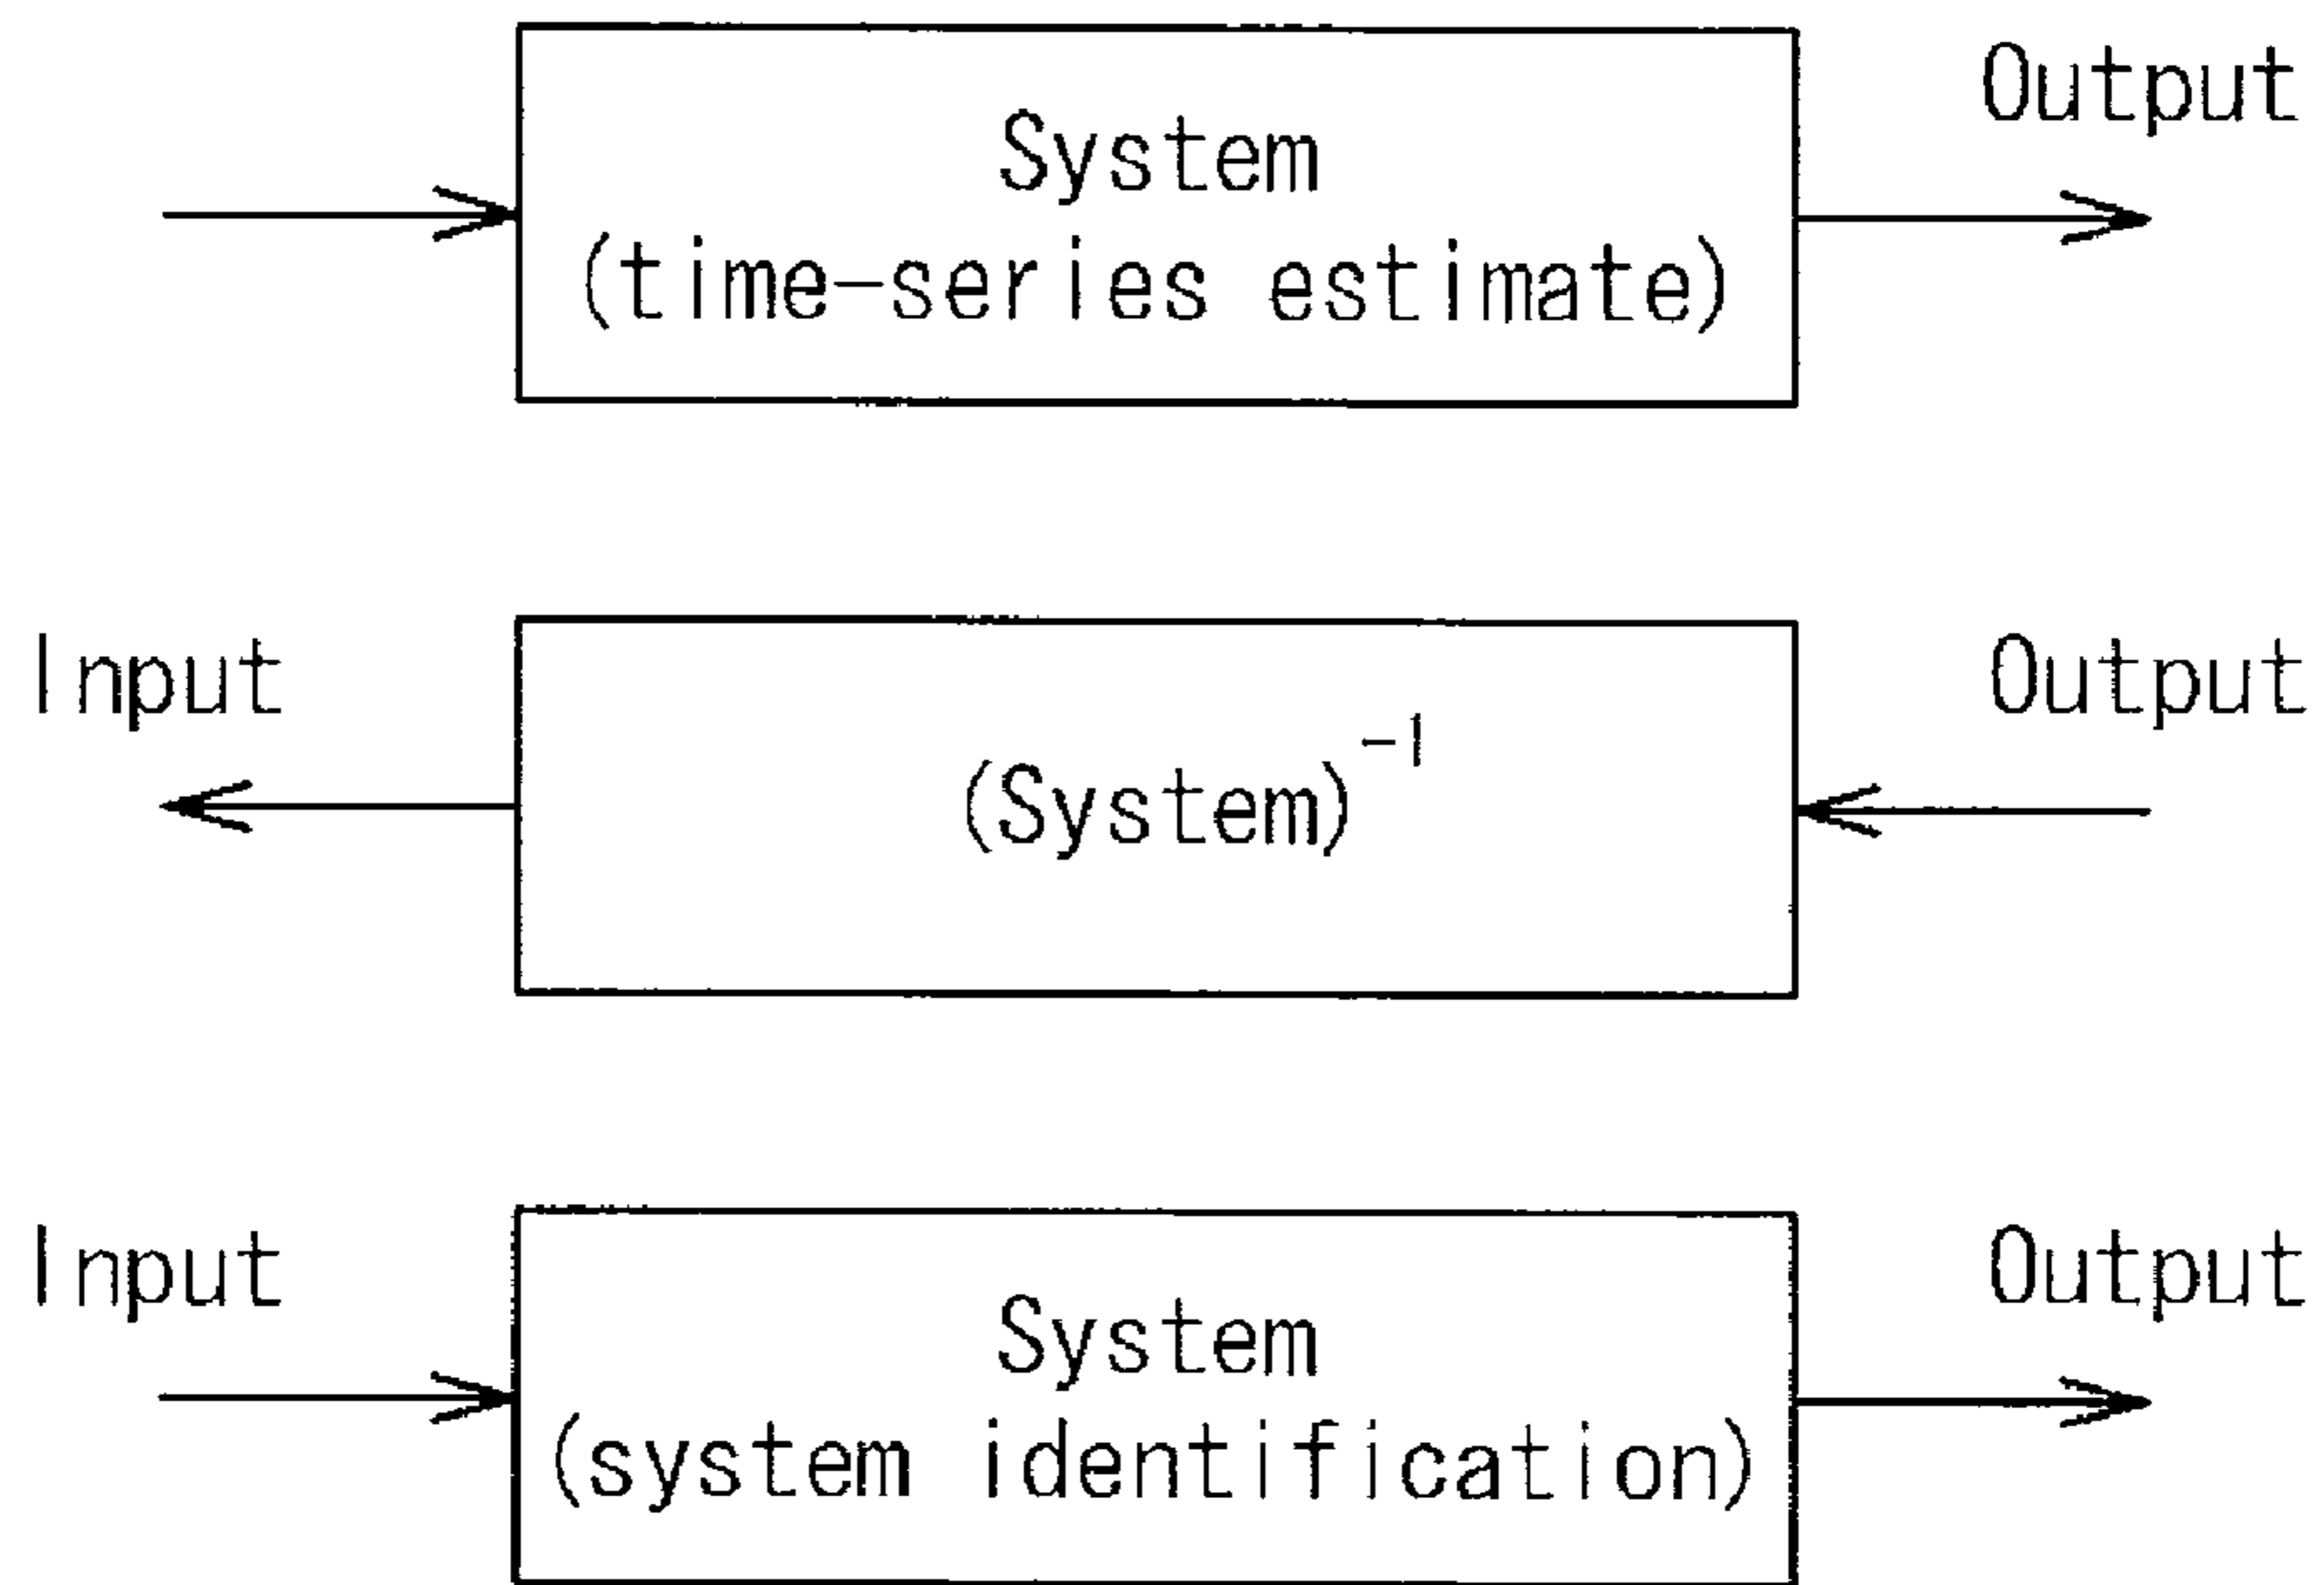 Output
System
(time-series estimate)
Input
Output
(System)⁻¹
Input
Output
System
(system identification)